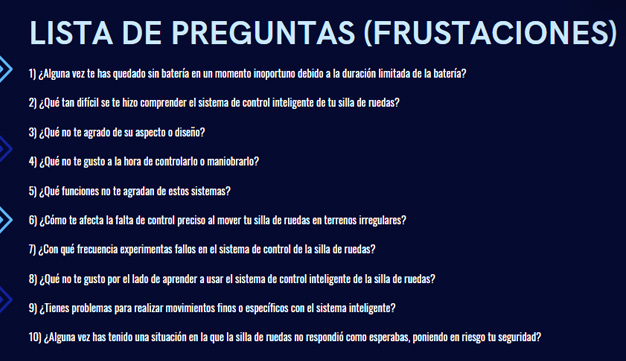 LISTA DE PREGUNTAS (FRUSTACIONES)
1) ¿Alguna vez te has quedado sin batería en un momento inoportuno debido a la duración limitada de la batería?
2) ¿Qué tan difícil se te hizo comprender el sistema de control inteligente de tu silla de ruedas?
3) ¿Qué no te agrado de su aspecto o diseño?
4) ¿Qué no te gusto a la hora de controlarlo o maniobrarlo?
5) ¿Qué funciones no te agradan de estos sistemas?
6) ¿Cómo te afecta la falta de control preciso al mover tu silla de ruedas en terrenos irregulares?
7) ¿Con qué frecuencia experimentas fallos en el sistema de control de la silla de ruedas?
8) ¿Qué no te gusto por el lado de aprender a usar el sistema de control inteligente de la silla de ruedas?
9) ¿Tienes problemas para realizar movimientos finos o específicos con el sistema inteligente?
10) ¿Alguna vez has tenido una situación en la que la silla de ruedas no respondió como esperabas, poniendo en riesgo tu seguridad?